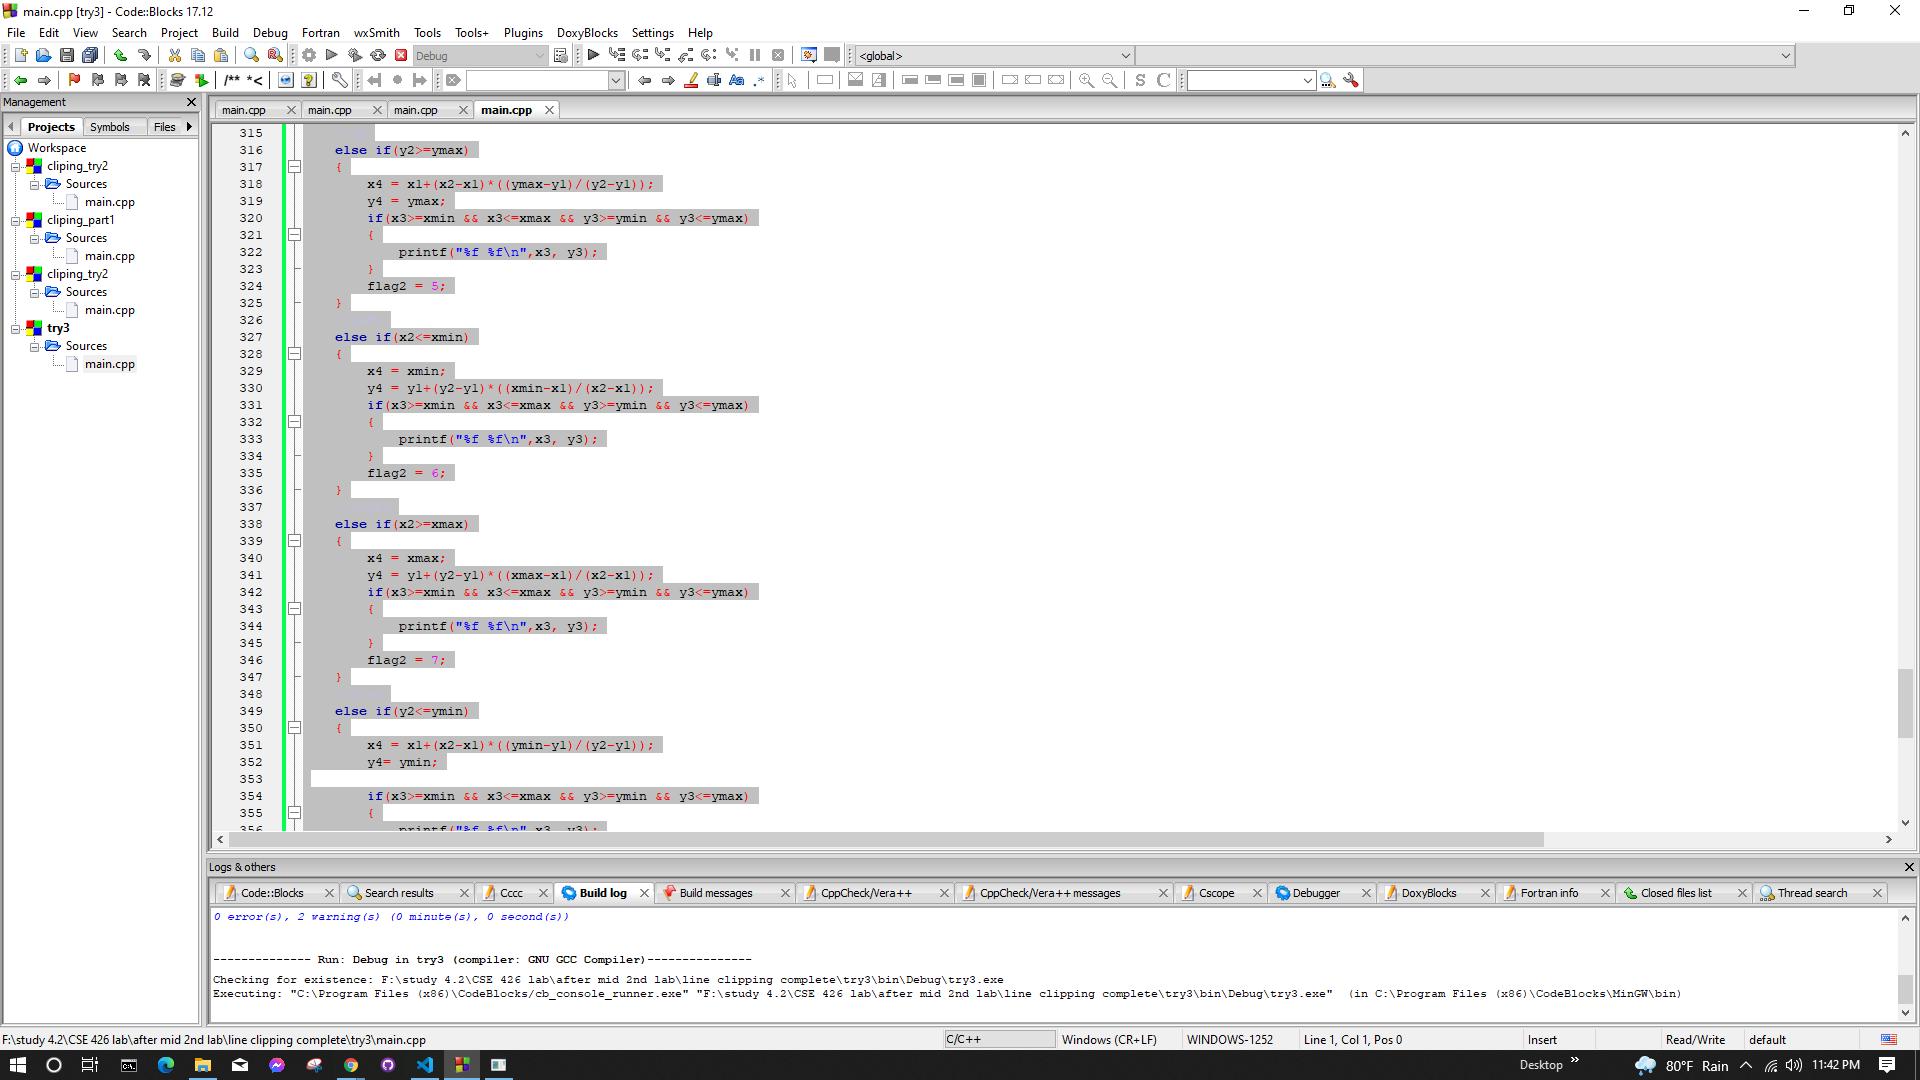 main.cpp [try3] - Code::Blocks 17.12
File Edit View Search Project Build Debug Fortran wxSmith Tools Tools+ Plugins DoxyBlocks Settings Help
Debug
<global>
/** *<
Aa .*
S C
Management
main.cpp main.cpp main.cpp main.cpp
Projects Symbols Files
Workspace
cliping_try2
Sources
main.cpp
cliping_part1
Sources
main.cpp
cliping_try2
Sources
main.cpp
try3
Sources
main.cpp
315
316 else if(y2>=ymax)
317 {
318 x4 = x1+(x2-x1)*((ymax-y1)/(y2-y1));
319 y4 = ymax;
320 if(x3>=xmin && x3<=xmax && y3>=ymin && y3<=ymax)
321 {
322 printf("%f %f\n",x3, y3);
323 }
324 flag2 = 5;
325 }
326
327 else if(x2<=xmin)
328 {
329 x4 = xmin;
330 y4 = y1+(y2-y1)*((xmin-x1)/(x2-x1));
331 if(x3>=xmin && x3<=xmax && y3>=ymin && y3<=ymax)
332 {
333 printf("%f %f\n",x3, y3);
334 }
335 flag2 = 6;
336 }
337
338 else if(x2>=xmax)
339 {
340 x4 = xmax;
341 y4 = y1+(y2-y1)*((xmax-x1)/(x2-x1));
342 if(x3>=xmin && x3<=xmax && y3>=ymin && y3<=ymax)
343 {
344 printf("%f %f\n",x3, y3);
345 }
346 flag2 = 7;
347 }
348
349 else if(y2<=ymin)
350 {
351 x4 = x1+(x2-x1)*((ymin-y1)/(y2-y1));
352 y4= ymin;
353
354 if(x3>=xmin && x3<=xmax && y3>=ymin && y3<=ymax)
355 {
356 printf("%f %f\n",x3, y3);
Logs & others
Code::Blocks Search results Cccc Build log Build messages CppCheck/Vera++ CppCheck/Vera++ messages Cscope Debugger DoxyBlocks Fortran info Closed files list Thread search
0 error(s), 2 warning(s) (0 minute(s), 0 second(s))
-------------- Run: Debug in try3 (compiler: GNU GCC Compiler)---------------
Checking for existence: F:\study 4.2\CSE 426 lab\after mid 2nd lab\line clipping complete\try3\bin\Debug\try3.exe
Executing: "C:\Program Files (x86)\CodeBlocks/cb_console_runner.exe" "F:\study 4.2\CSE 426 lab\after mid 2nd lab\line clipping complete\try3\bin\Debug\try3.exe" (in C:\Program Files (x86)\CodeBlocks\MinGW\bin)
F:\study 4.2\CSE 426 lab\after mid 2nd lab\line clipping complete\try3\main.cpp C/C++ Windows (CR+LF) WINDOWS-1252 Line 1, Col 1, Pos 0 Insert Read/Write default
Desktop » 80°F Rain 11:42 PM